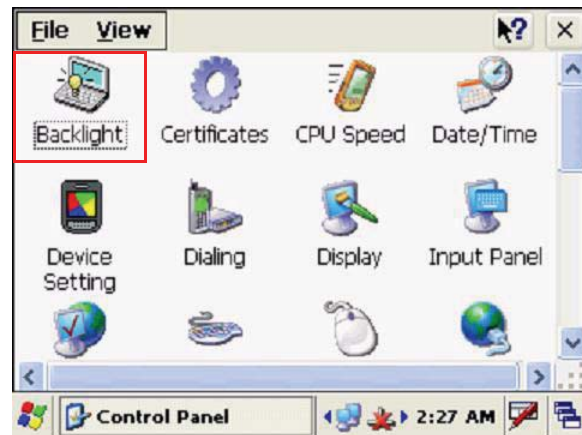 File View
Backlight Certificates CPU Speed Date/Time
Device Setting Dialing Display Input Panel
Control Panel 2:27 AM